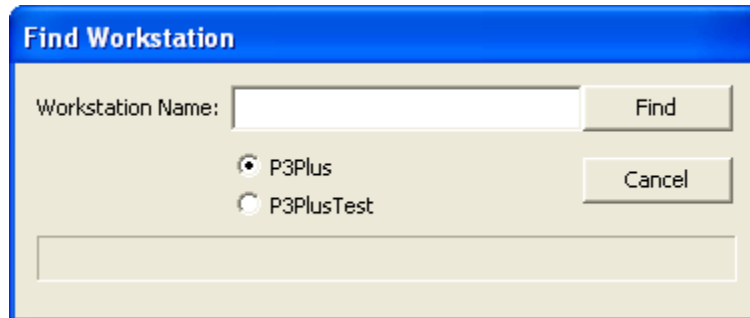 Find Workstation
Workstation Name: Find
P3Plus
Cancel
P3PlusTest